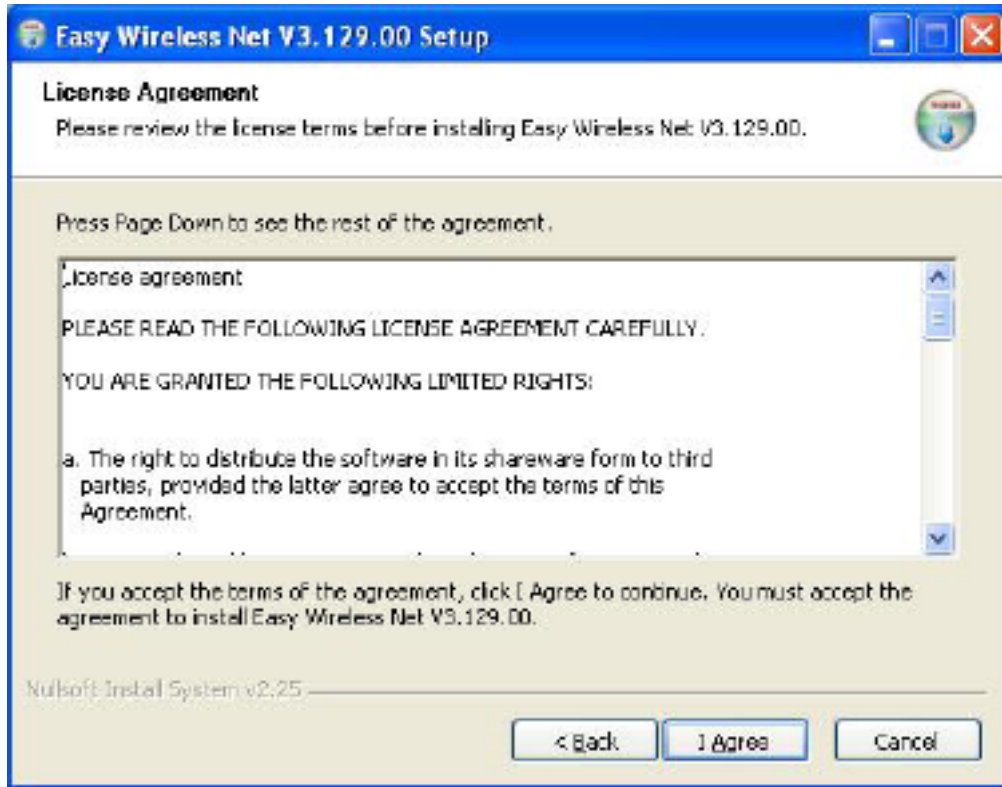 Easy Wireless Net V3.129.00 Setup
License Agreement
Please review the license terms before installing Easy Wireless Net V3.129.00.
Press Page Down to see the rest of the agreement.
License agreement
PLEASE READ THE FOLLOWING LICENSE AGREEMENT CAREFULLY.
YOU ARE GRANTED THE FOLLOWING LIMITED RIGHTS:
a. The right to distribute the software in its shareware form to third
parties, provided the latter agree to accept the terms of this
Agreement.
If you accept the terms of the agreement, click I Agree to continue. You must accept the
agreement to install Easy Wireless Net V3.129.00.
Nullsoft Install System v2.25
< Back
I Agree
Cancel